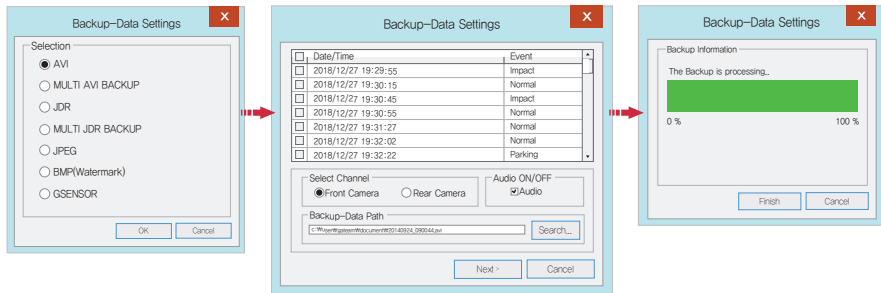 Backup-Data Settings
X
Selection
AVI
MULTI AVI BACKUP
JDR
MULTI JDR BACKUP
JPEG
BMP(Watermark)
GSENSOR
OK
Cancel
Backup-Data Settings
X
Date/Time Event
2018/12/27 19:29:55 Impact
2018/12/27 19:30:15 Normal
2018/12/27 19:30:45 Impact
2018/12/27 19:30:55 Normal
2018/12/27 19:31:27 Normal
2018/12/27 19:32:02 Normal
2018/12/27 19:32:22 Parking
Select Channel
Front Camera Rear Camera
Audio ON/OFF
Audio
Backup-Data Path
Search...
Next >
Cancel
Backup-Data Settings
X
Backup Information
The Backup is processing...
0 % 100 %
Finish
Cancel